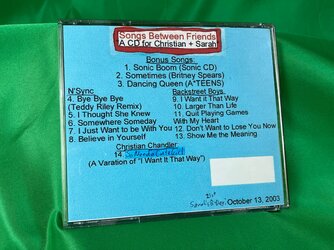 Songs Between Friends
A CD for Christian + Sarah
Bonus Songs:
1. Sonic Boom (Sonic CD)
2. Sometimes (Britney Spears)
3. Dancing Queen (A*TEENS)
N'Sync
4. Bye Bye Bye
(Teddy Riley Remix)
5. I Thought She Knew
6. Somewhere Someday
7. I Just Want to be With You
8. Believe in Yourself
Backstreet Boys
9. I Want it That Way
10. Larger Than Life
11. Quit Playing Games
With My Heart
12. Don't Want to Lose You Now
13. Show Me the Meaning
Christian Chandler
14.
(A Varation of "I Want It That Way")
October 13, 2003